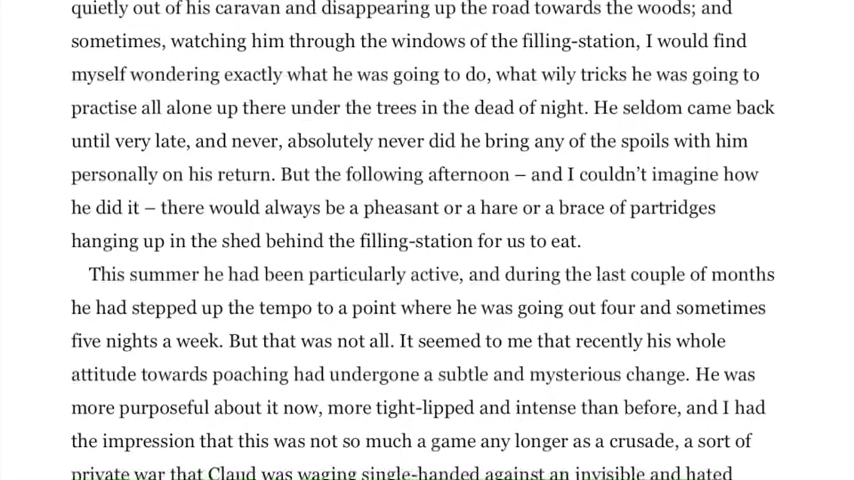 quietly out of his caravan and disappearing up the road towards the woods; and
sometimes, watching him through the windows of the filling-station, I would find
myself wondering exactly what he was going to do, what wily tricks he was going to
practise all alone up there under the trees in the dead of night. He seldom came back
until very late, and never, absolutely never did he bring any of the spoils with him
personally on his return. But the following afternoon – and I couldn’t imagine how
he did it – there would always be a pheasant or a hare or a brace of partridges
hanging up in the shed behind the filling-station for us to eat.
This summer he had been particularly active, and during the last couple of months
he had stepped up the tempo to a point where he was going out four and sometimes
five nights a week. But that was not all. It seemed to me that recently his whole
attitude towards poaching had undergone a subtle and mysterious change. He was
more purposeful about it now, more tight-lipped and intense than before, and I had
the impression that this was not so much a game any longer as a crusade, a sort of
private war that Claud was waging single-handed against an invisible and hated